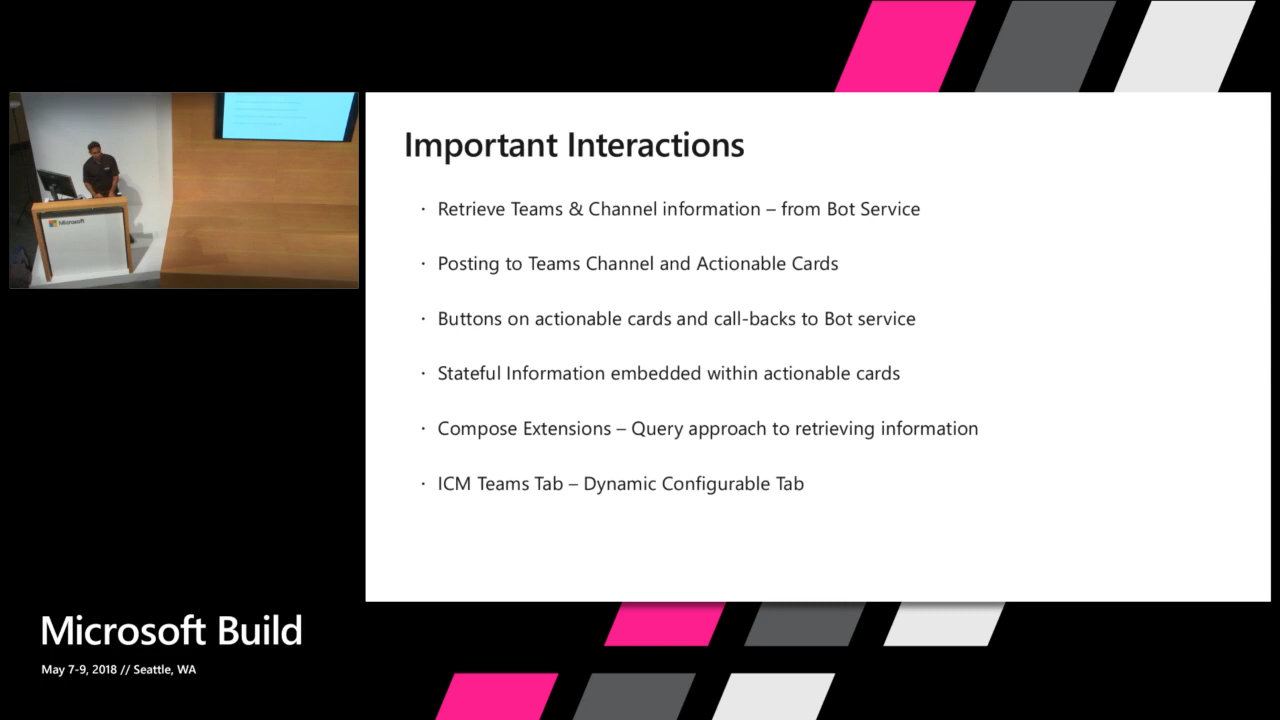 Microsoft
Important Interactions
· Retrieve Teams & Channel information – from Bot Service
· Posting to Teams Channel and Actionable Cards
· Buttons on actionable cards and call-backs to Bot service
· Stateful Information embedded within actionable cards
· Compose Extensions – Query approach to retrieving information
· ICM Teams Tab – Dynamic Configurable Tab
Microsoft Build
May 7-9, 2018 // Seattle, WA